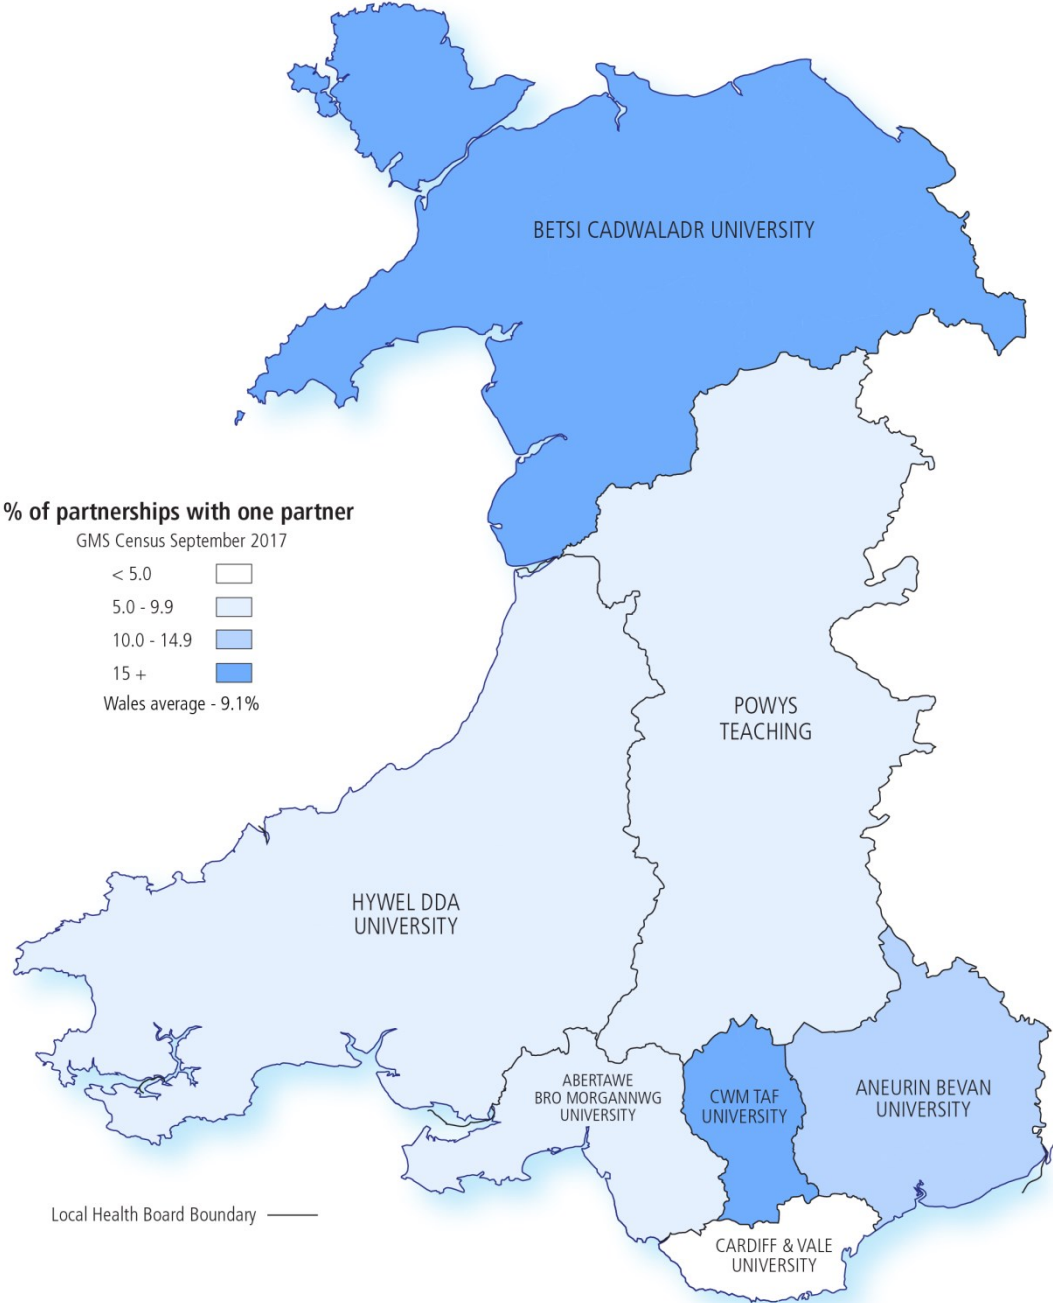 BETSI CADWALADR UNIVERSITY
% of partnerships with one partner
GMS Census September 2017
< 5.0
5.0 - 9.9
10.0 - 14.9
15 +
Wales average - 9.1%
POWYS
TEACHING
HYWEL DDA
UNIVERSITY
ABERTAWE
BRO MORGANNWG
UNIVERSITY
CWM TAF
UNIVERSITY
ANEURIN BEVAN
UNIVERSITY
Local Health Board Boundary
CARDIFF & VALE
UNIVERSITY